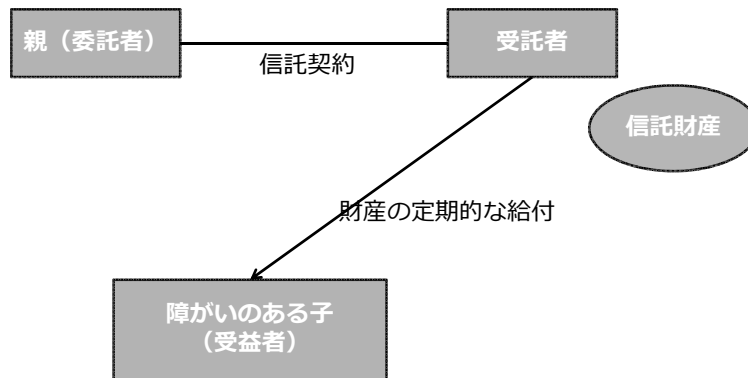 親（委託者）
受託者
信託契約
信託財産
財産の定期的な給付
障がいのある子
（受益者）